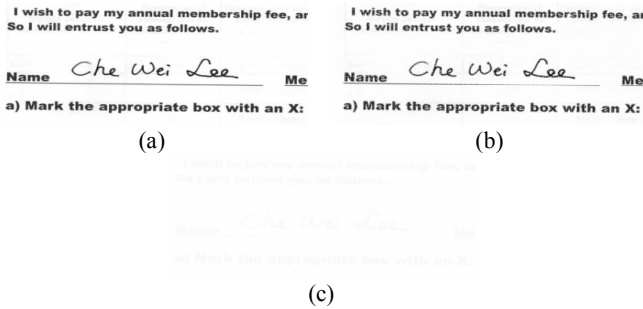 I wish to pay my annual membership fee, ar
So I will entrust you as follows.
Name Che Wei Lee Me
a) Mark the appropriate box with an X:
(a)
I wish to pay my annual membership fee, ar
So I will entrust you as follows.
Name Che Wei Lee Me
a) Mark the appropriate box with an X:
(b)
I wish to pay my annual membership fee, ar
So I will entrust you as follows.
Name Che Wei Lee Me
a) Mark the appropriate box with an X:
(c)